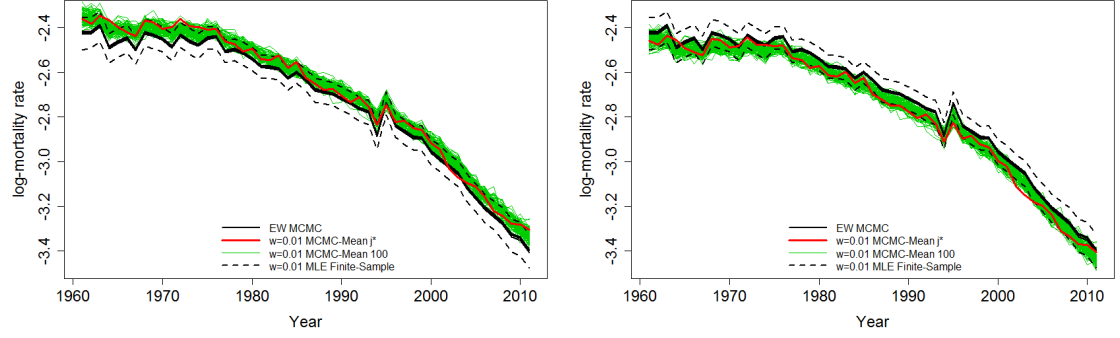 log-mortality rate
-2.4
-2.6
-2.8
-3.0
-3.2
-3.4
EW MCMC
w=0.01 MCMC-Mean j*
w=0.01 MCMC-Mean 100
w=0.01 MLE Finite-Sample
1960 1970 1980 1990 2000 2010
Year
log-mortality rate
-2.4
-2.6
-2.8
-3.0
-3.2
-3.4
EW MCMC
w=0.01 MCMC-Mean j*
w=0.01 MCMC-Mean 100
w=0.01 MLE Finite-Sample
1960 1970 1980 1990 2000 2010
Year